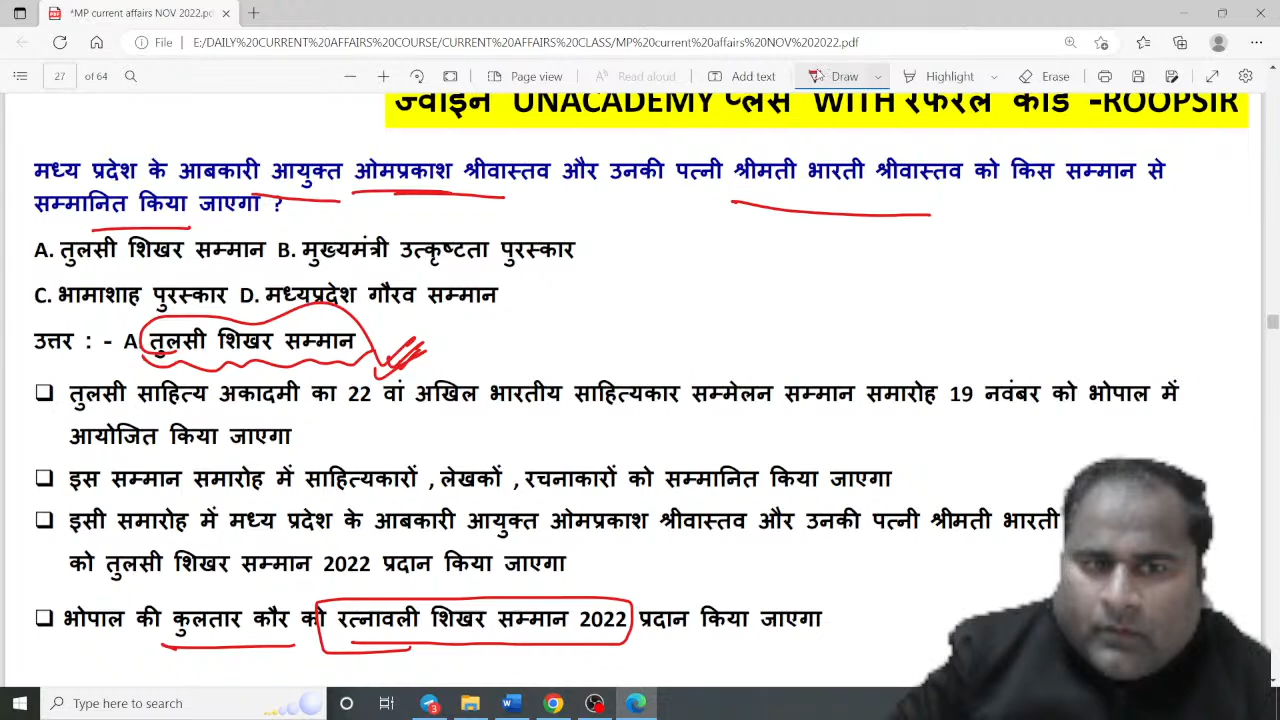 *MP current affairs NOV 2022.pd
File E:/DAILY%20CURRENT%20AFFAIRS%20COURSE/CURRENT%20AFFAIRS%20CLASS/MP%20current%20affairs%20NOV%202022.pdf
27 of 64 Page view Read aloud Add text Draw Highlight Erase
ज्वाइन UNACADEMY प्लस WITH रेफरल कोड -ROOPSIR
मध्य प्रदेश के आबकारी आयुक्त ओमप्रकाश श्रीवास्तव और उनकी पत्नी श्रीमती भारती श्रीवास्तव को किस सम्मान से
सम्मानित किया जाएगा ?
A. तुलसी शिखर सम्मान B. मुख्यमंत्री उत्कृष्टता पुरस्कार
C. भामाशाह पुरस्कार D. मध्यप्रदेश गौरव सम्मान
उत्तर : - A तुलसी शिखर सम्मान
तुलसी साहित्य अकादमी का 22 वां अखिल भारतीय साहित्यकार सम्मेलन सम्मान समारोह 19 नवंबर को भोपाल में
आयोजित किया जाएगा
इस सम्मान समारोह में साहित्यकारों ,लेखकों ,रचनाकारों को सम्मानित किया जाएगा
इसी समारोह में मध्य प्रदेश के आबकारी आयुक्त ओमप्रकाश श्रीवास्तव और उनकी पत्नी श्रीमती भारती
को तुलसी शिखर सम्मान 2022 प्रदान किया जाएगा
भोपाल की कुलतार कौर को रत्नावली शिखर सम्मान 2022 प्रदान किया जाएगा
Type here to search
3